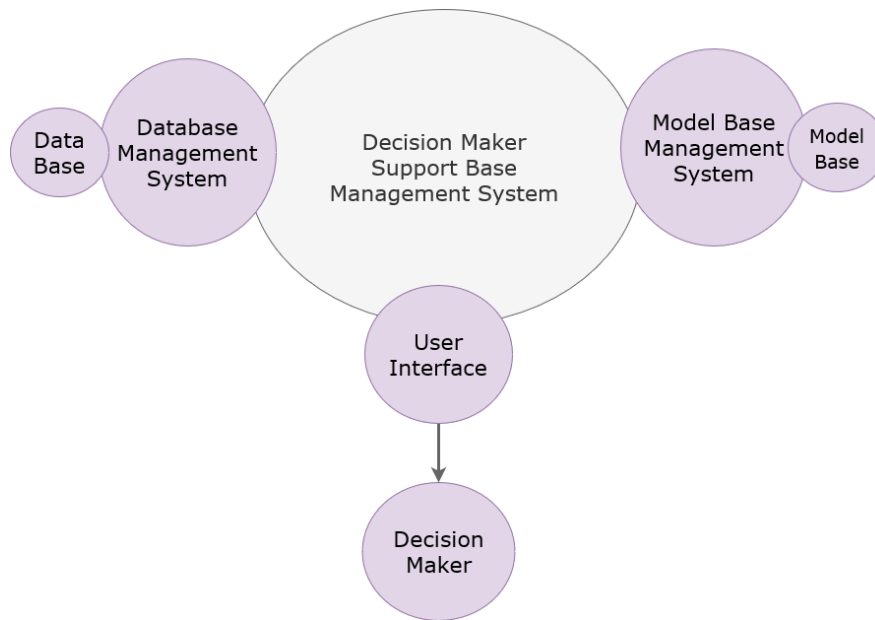 Data
Base
Database
Management
System
Decision Maker
Support Base
Management System
Model Base
Management
System
Model
Base
User
Interface
Decision
Maker